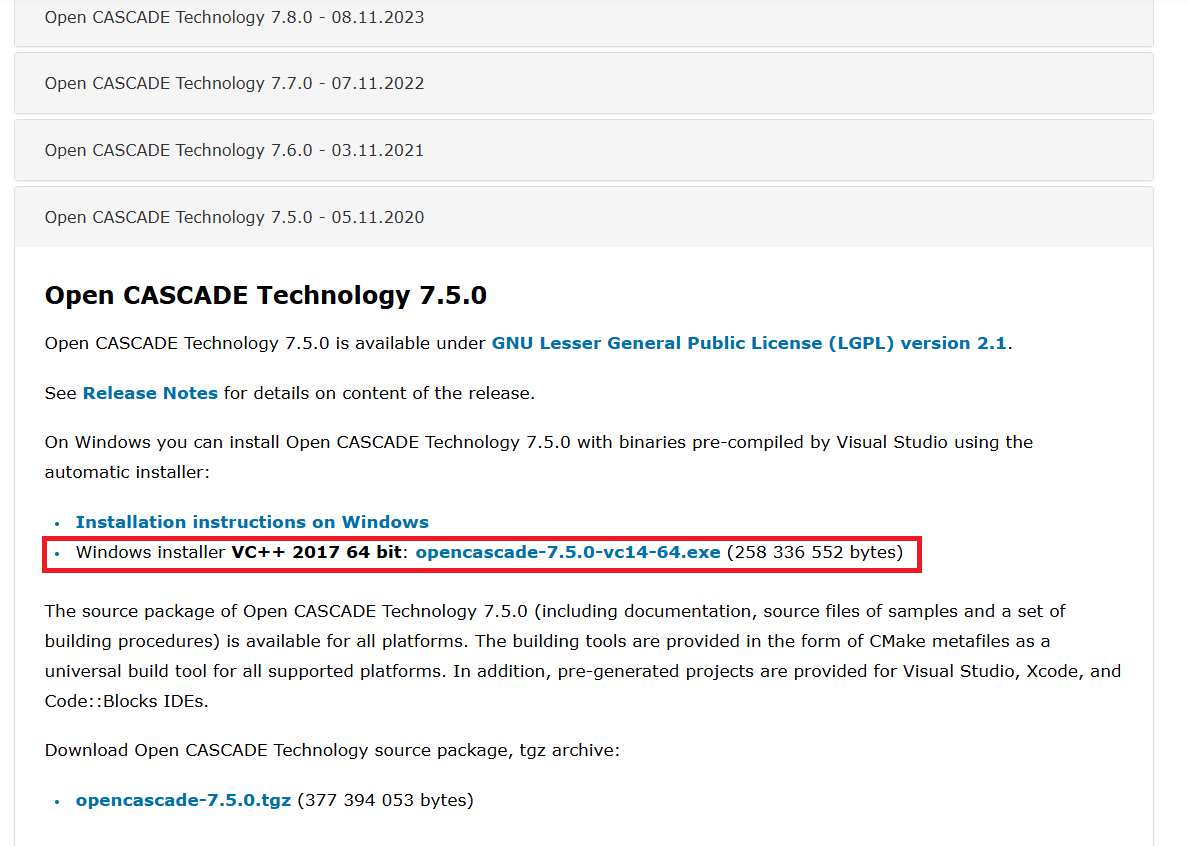 Open CASCADE Technology 7.8.0 - 08.11.2023
Open CASCADE Technology 7.7.0 - 07.11.2022
Open CASCADE Technology 7.6.0 - 03.11.2021
Open CASCADE Technology 7.5.0 - 05.11.2020
Open CASCADE Technology 7.5.0
Open CASCADE Technology 7.5.0 is available under GNU Lesser General Public License (LGPL) version 2.1.
See Release Notes for details on content of the release.
On Windows you can install Open CASCADE Technology 7.5.0 with binaries pre-compiled by Visual Studio using the
automatic installer:
• Installation instructions on Windows
• Windows installer VC++ 2017 64 bit: opencascade-7.5.0-vc14-64.exe (258 336 552 bytes)
The source package of Open CASCADE Technology 7.5.0 (including documentation, source files of samples and a set of
building procedures) is available for all platforms. The building tools are provided in the form of CMake metafiles as a
universal build tool for all supported platforms. In addition, pre-generated projects are provided for Visual Studio, Xcode, and
Code::Blocks IDEs.
Download Open CASCADE Technology source package, tgz archive:
• opencascade-7.5.0.tgz (377 394 053 bytes)